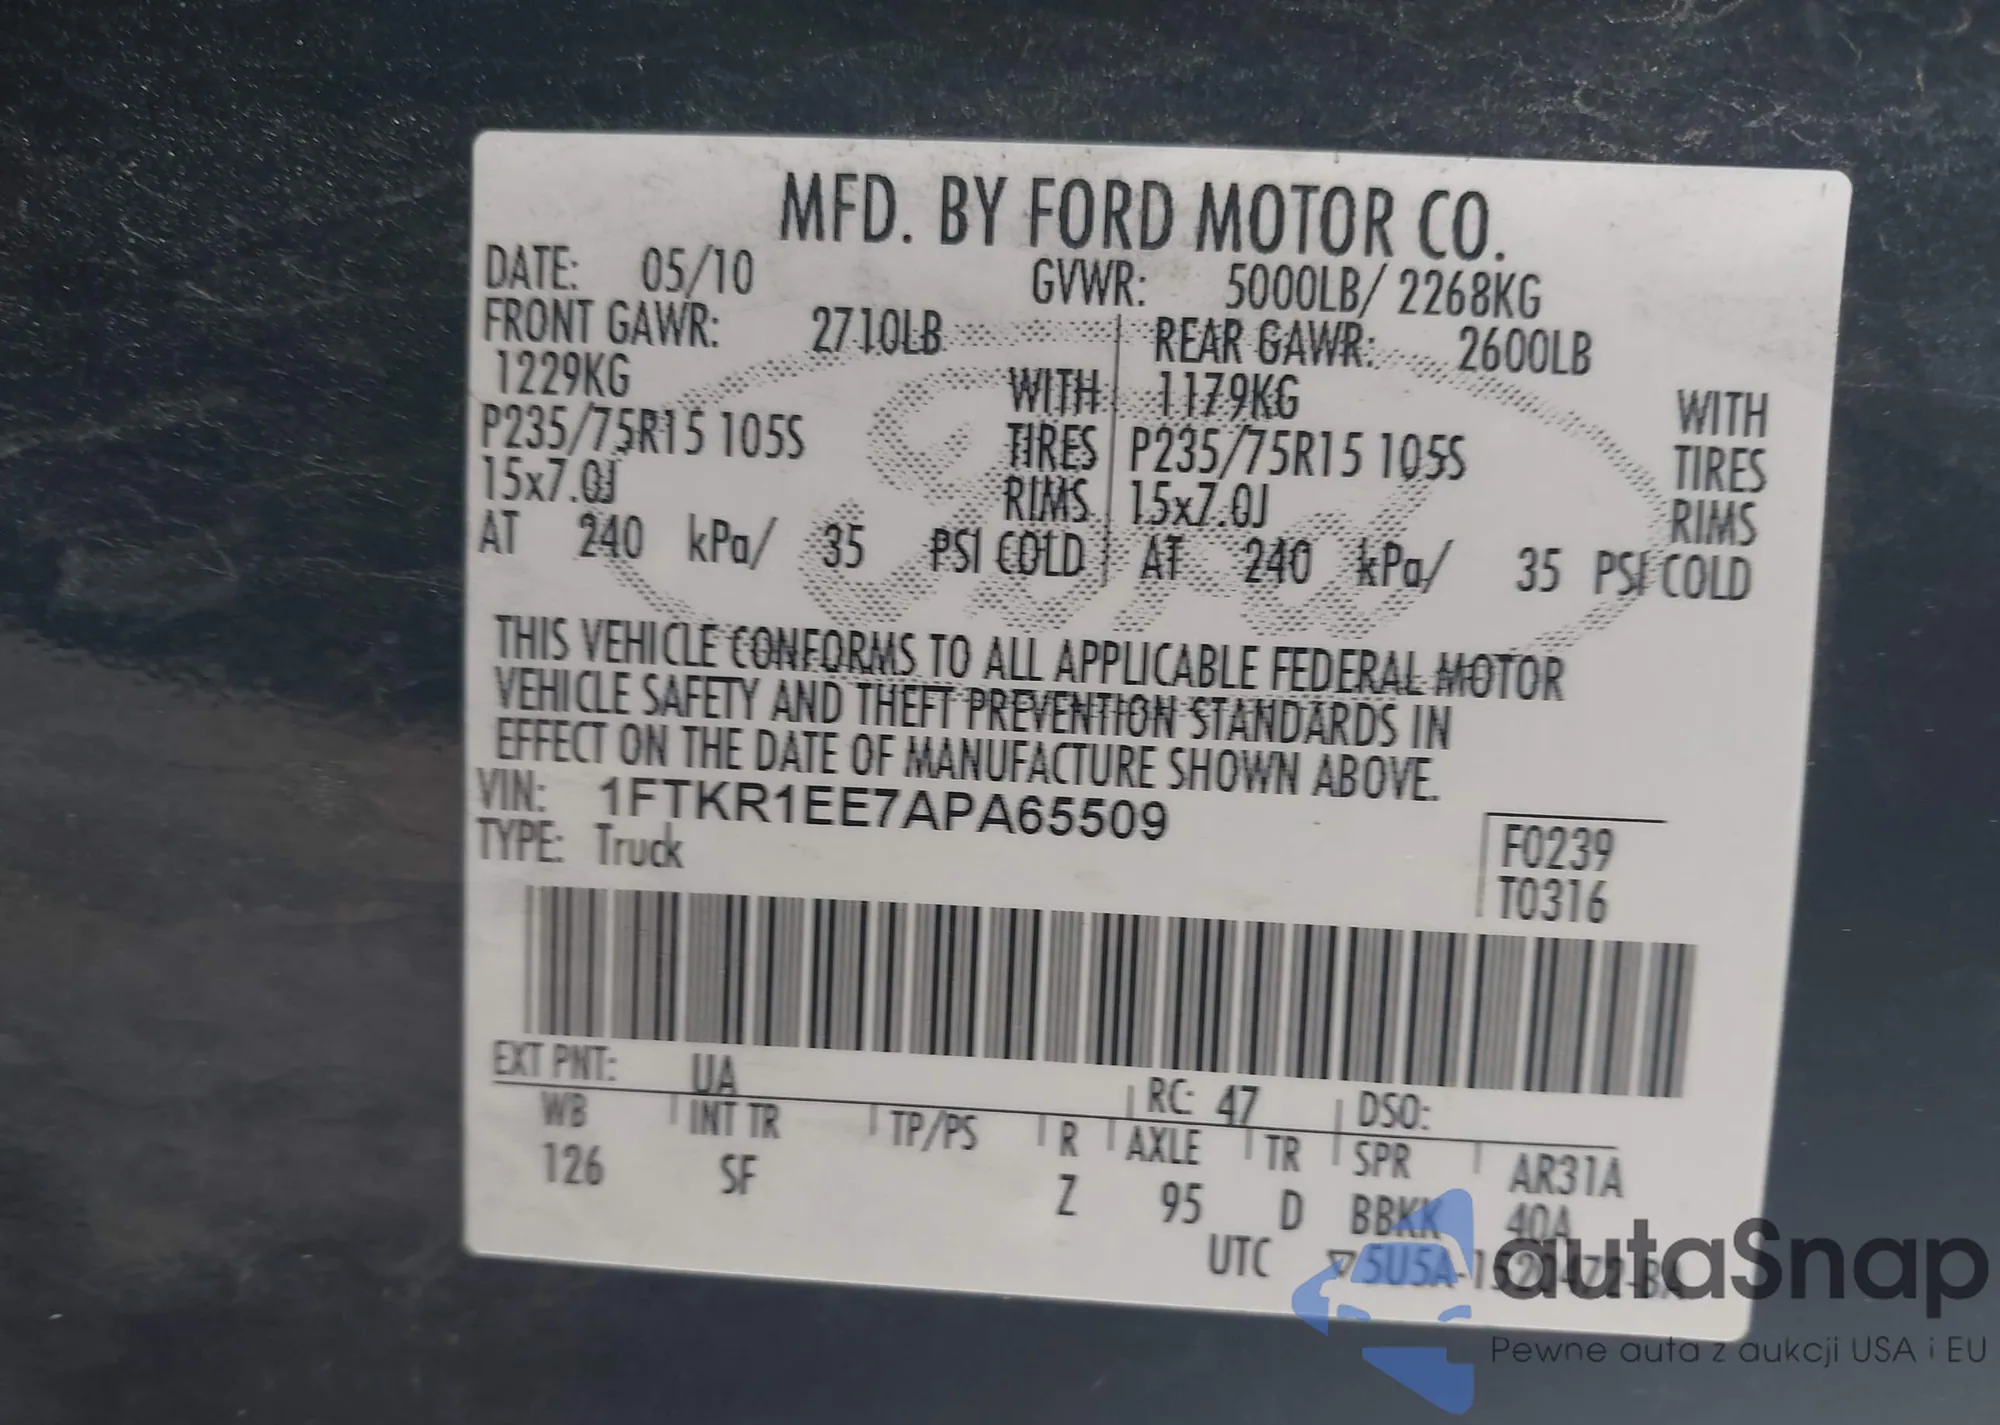 MFD. BY FORD MOTOR CO.
DATE: 05/10 GVWR: 5000LB/ 2268KG
FRONT GAWR: 2710LB REAR GAWR: 2600LB
1229KG WITH 1179KG WITH
P235/75R15 105S TIRES P235/75R15 105S TIRES
15x7.0J RIMS 15x7.0J RIMS
AT 240 kPa/ 35 PSI COLD AT 240 kPa/ 35 PSI COLD
THIS VEHICLE CONFORMS TO ALL APPLICABLE FEDERAL MOTOR
VEHICLE SAFETY AND THEFT PREVENTION STANDARDS IN
EFFECT ON THE DATE OF MANUFACTURE SHOWN ABOVE.
VIN: 1FTKR1EE7APA65509
TYPE: Truck
F0239
T0316
EXT PNT: UA RC: 47 DSO:
WB INT TR TP/PS R AXLE TR SPR AR31A
126 SF Z 95 D BBKK 40A
UTC
autaSnap
Pewne auta z aukcji USA i EU